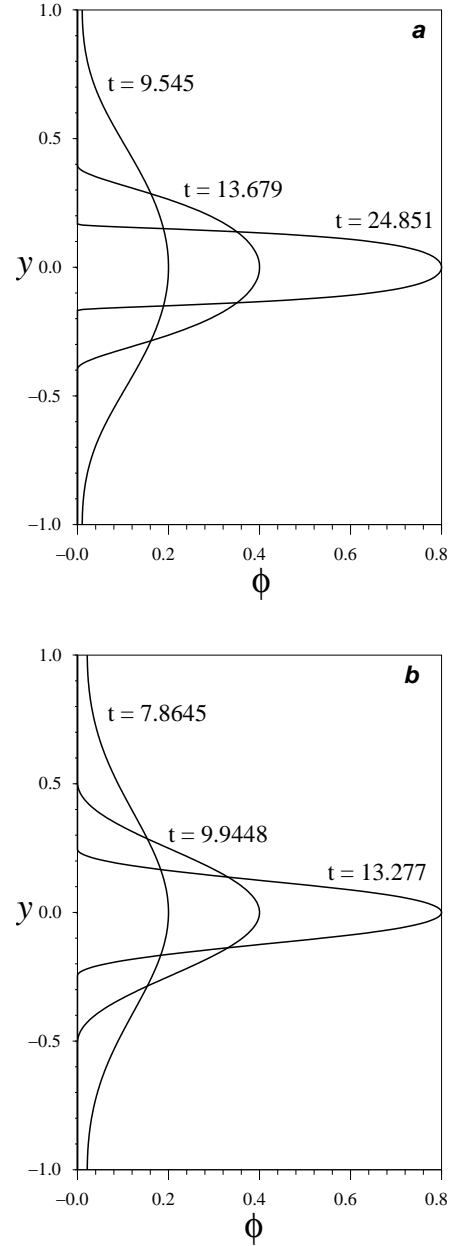 1.0
a
t = 9.545
0.5
t = 13.679
t = 24.851
y 0.0
−0.5
−1.0
−0.0 0.2 0.4 0.6 0.8
ϕ
1.0
b
t = 7.8645
0.5
t = 9.9448
t = 13.277
y 0.0
−0.5
−1.0
−0.0 0.2 0.4 0.6 0.8
ϕ